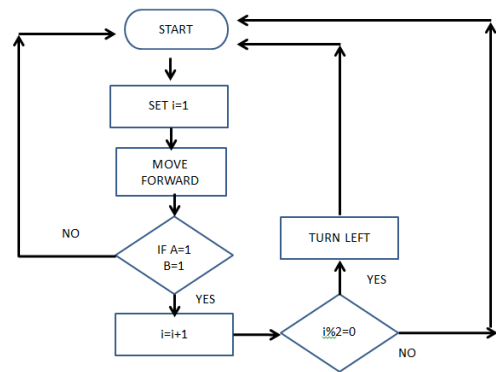 START
SET i=1
MOVE
FORWARD
NO
IF A=1
B=1
TURN LEFT
YES
YES
i=i+1
i%2=0
NO